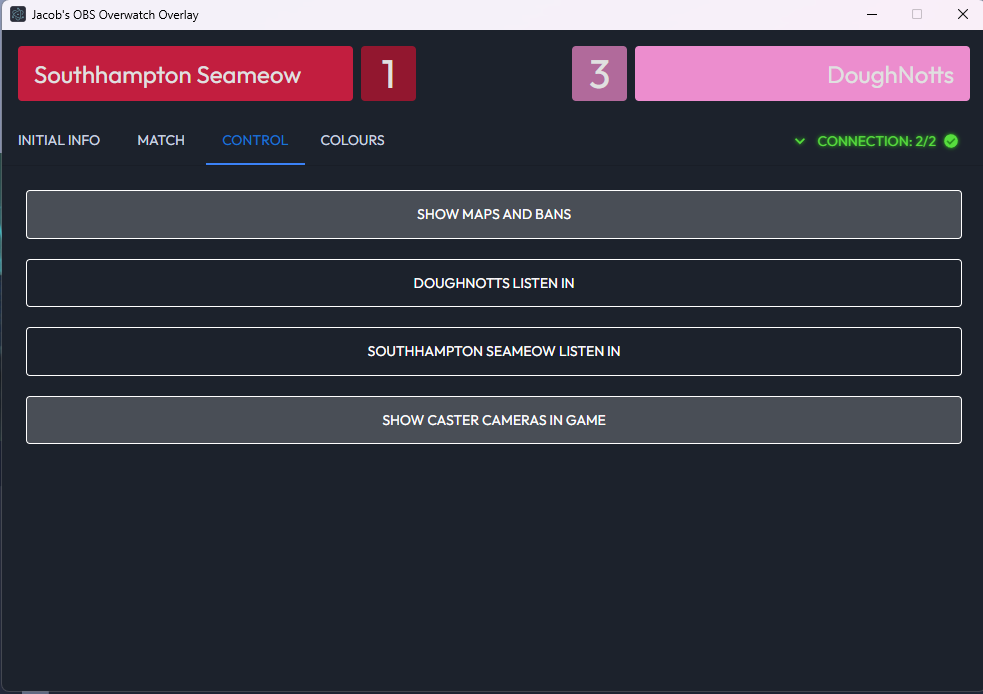 Jacob's OBS Overwatch Overlay
Southhampton Seameow 1 3 DoughNotts
INITIAL INFO MATCH CONTROL COLOURS CONNECTION: 2/2
SHOW MAPS AND BANS
DOUGHNOTTS LISTEN IN
SOUTHHAMPTON SEAMEOW LISTEN IN
SHOW CASTER CAMERAS IN GAME